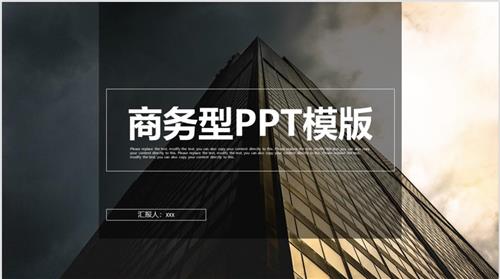 商务型PPT模版
Please replace the text, modify the text, you can also copy your content directly to this. Please replace the text, modify the text, you can also copy
your content directly to this. Please replace the text, modify the text, you can also copy your content directly to this. Please replace the text,
modify the text, you can also copy your content directly to this.
汇报人：xxx